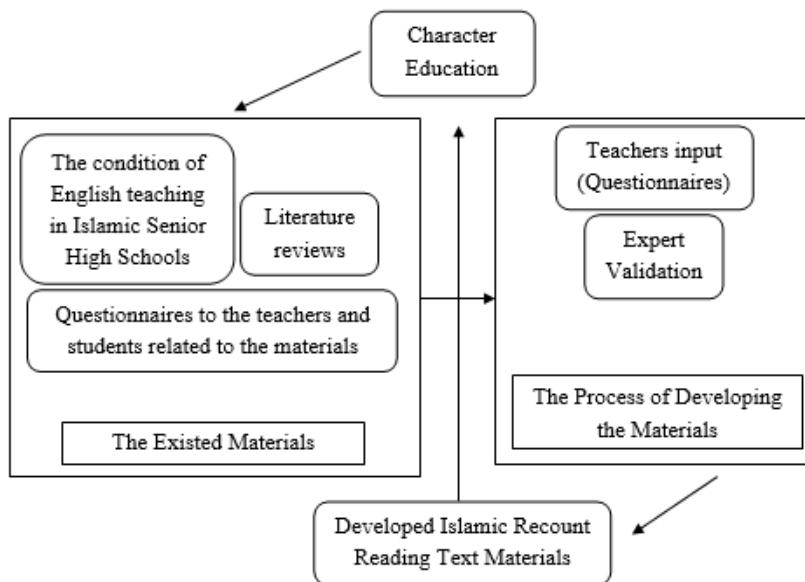 Character
Education
The condition of
English teaching
in Islamic Senior
High Schools
Literature
reviews
Questionnaires to the teachers and
students related to the materials
The Existed Materials
Teachers input
(Questionnaires)
Expert
Validation
The Process of Developing
the Materials
Developed Islamic Recount
Reading Text Materials